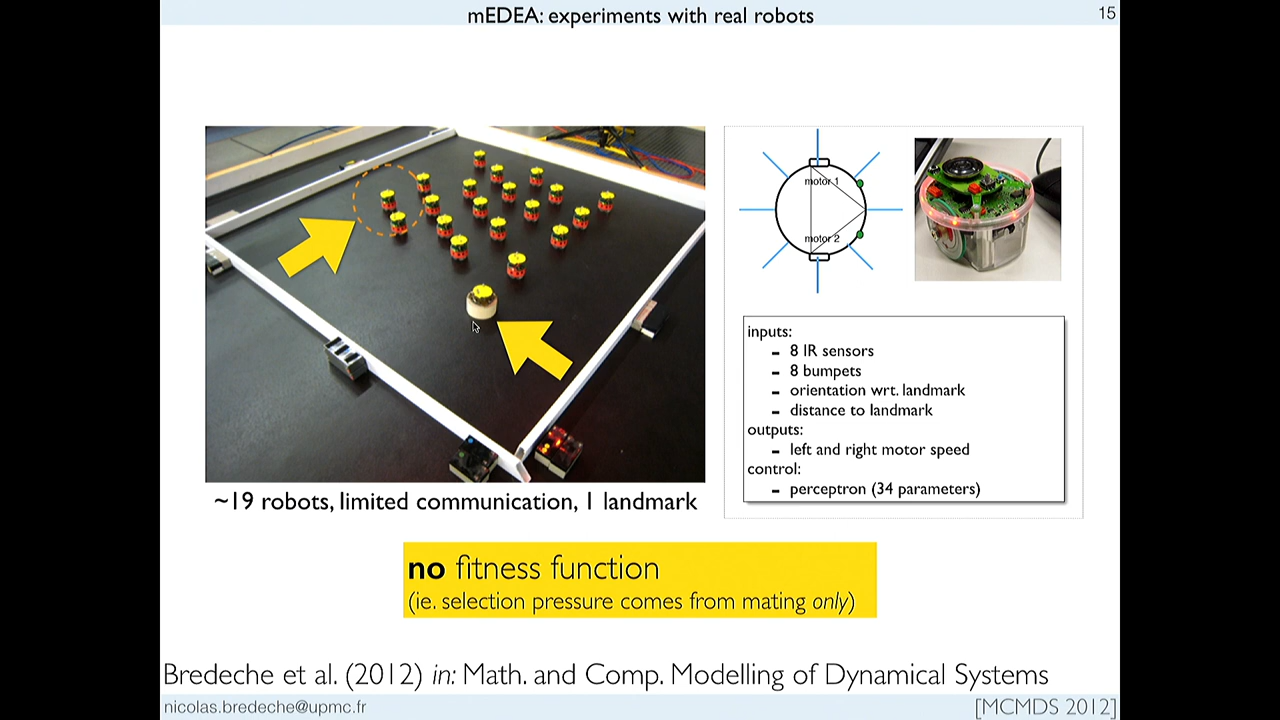 mEDEA: experiments with real robots
15
motor 1
motor 2
inputs:
- 8 IR sensors
- 8 bumpets
- orientation wrt. landmark
- distance to landmark
outputs:
- left and right motor speed
control:
- perceptron (34 parameters)
~19 robots, limited communication, 1 landmark
no fitness function
(ie. selection pressure comes from mating only)
Bredeche et al. (2012) in: Math. and Comp. Modelling of Dynamical Systems
nicolas.bredeche@upmc.fr
[MCMDS 2012]